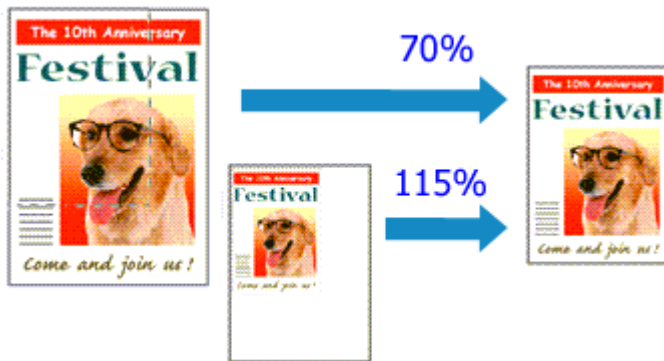 The 10th Anniversary
Festival
Come and join us!
70%
The 10th Anniversary
Festival
Come and join us!
115%
The 10th Anniversary
Festival
Come and join us!